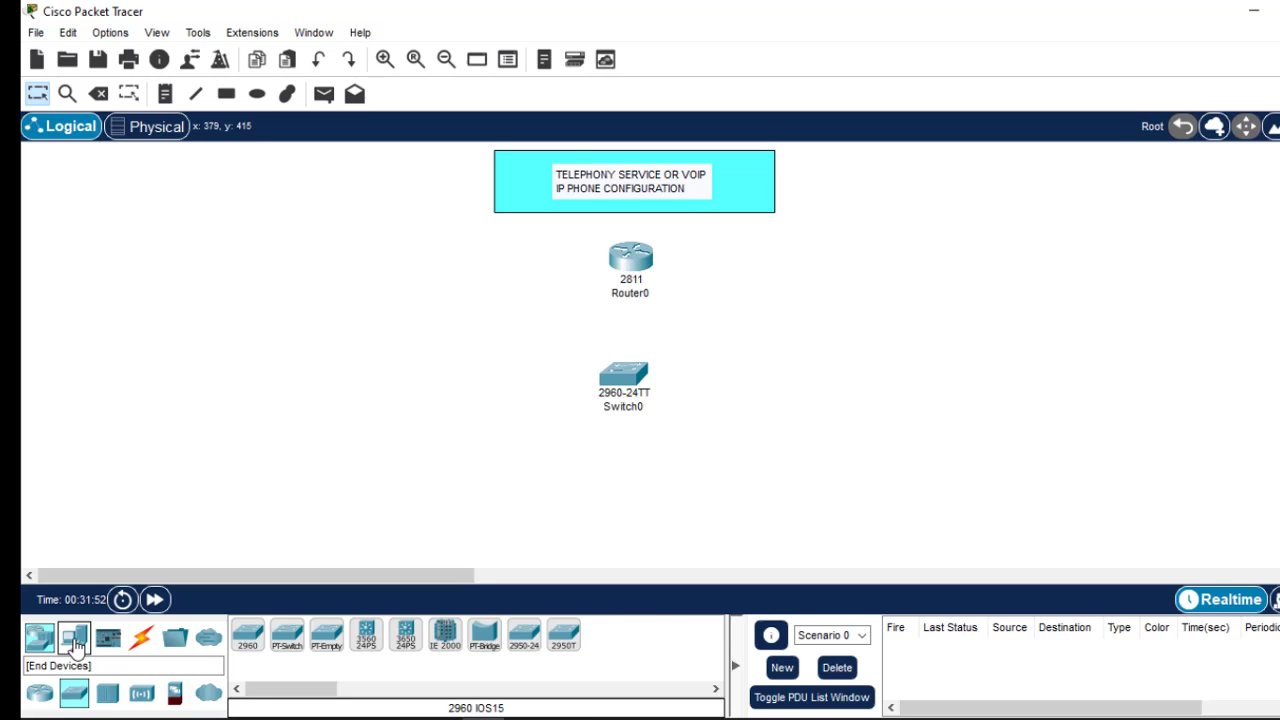 Cisco Packet Tracer
File Edit Options View Tools Extensions Window Help
Logical Physical x: 379, y: 415 Root
TELEPHONY SERVICE OR VOIP
IP PHONE CONFIGURATION
2811
Router0
2960-24TT
Switch0
Time: 00:31:52 Realtime
2960 PT-Switch PT-Empty 3560 24PS 3650 24PS IE 2000 PT-Bridge 2950-24 2950T
[End Devices]
2960 IOS15
Scenario 0
New Delete
Toggle PDU List Window
Fire Last Status Source Destination Type Color Time(sec) Periodic